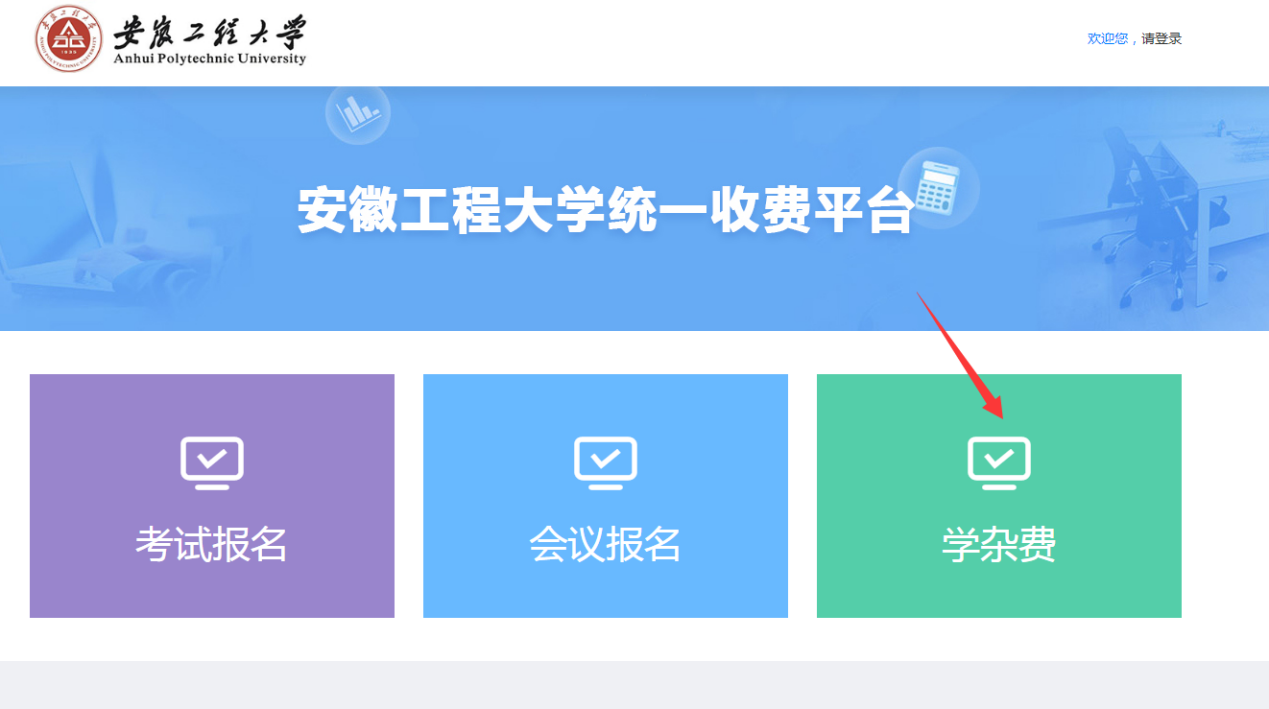 安徽工程大学
Anhui Polytechnic University
欢迎您，请登录
安徽工程大学统一收费平台
考试报名
会议报名
学杂费